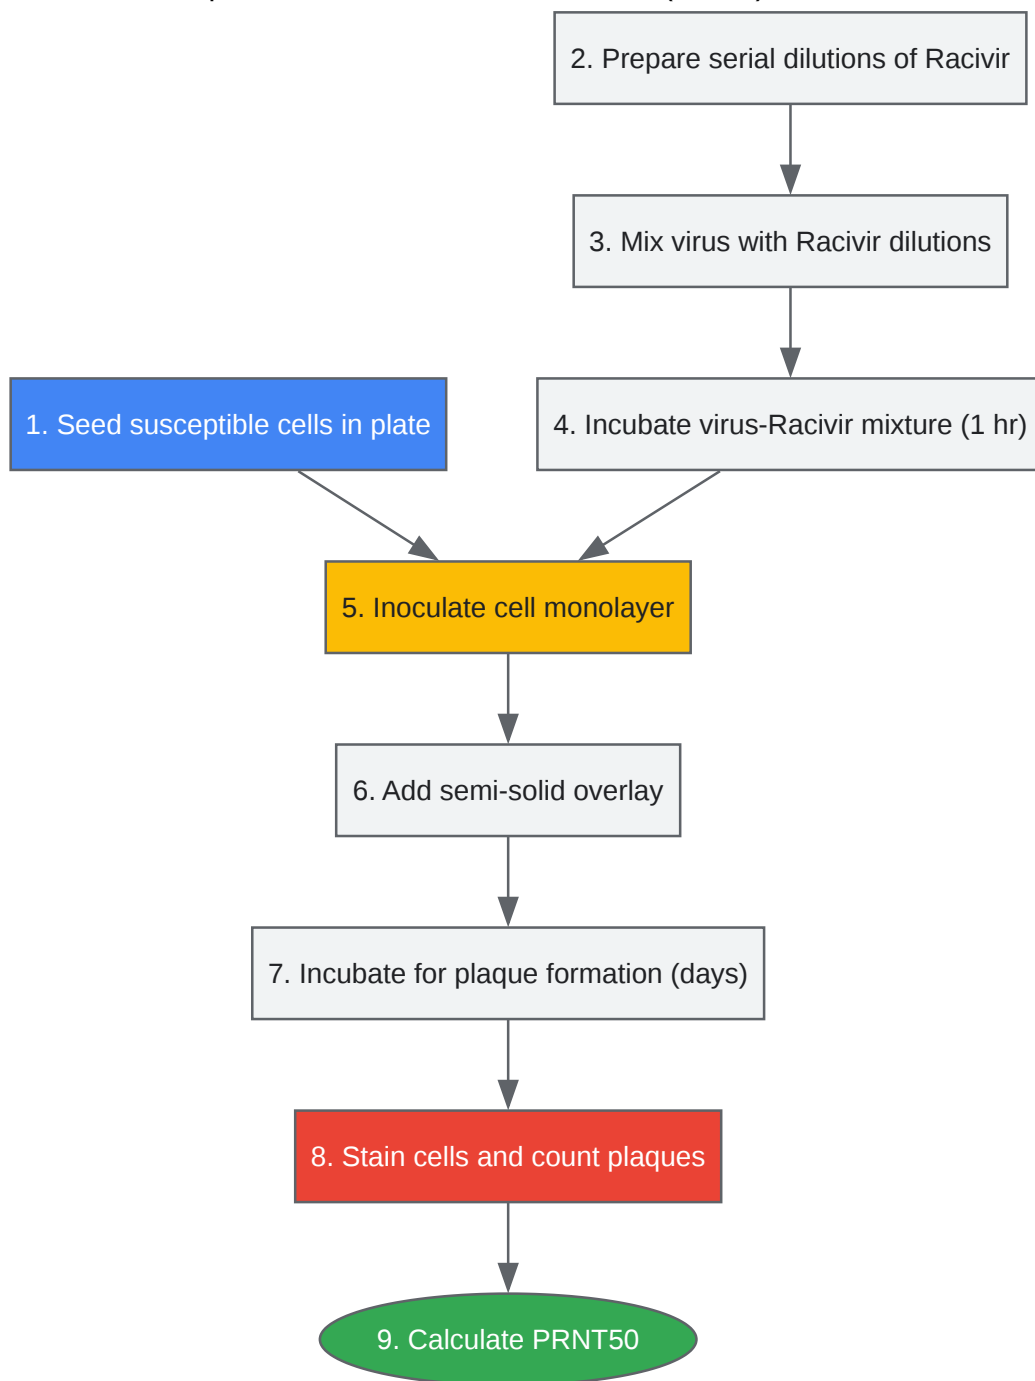 2. Prepare serial dilutions of Racivir
3. Mix virus with Racivir dilutions
1. Seed susceptible cells in plate
4. Incubate virus-Racivir mixture (1 hr)
5. Inoculate cell monolayer
6. Add semi-solid overlay
7. Incubate for plaque formation (days)
8. Stain cells and count plaques
9. Calculate PRNT50